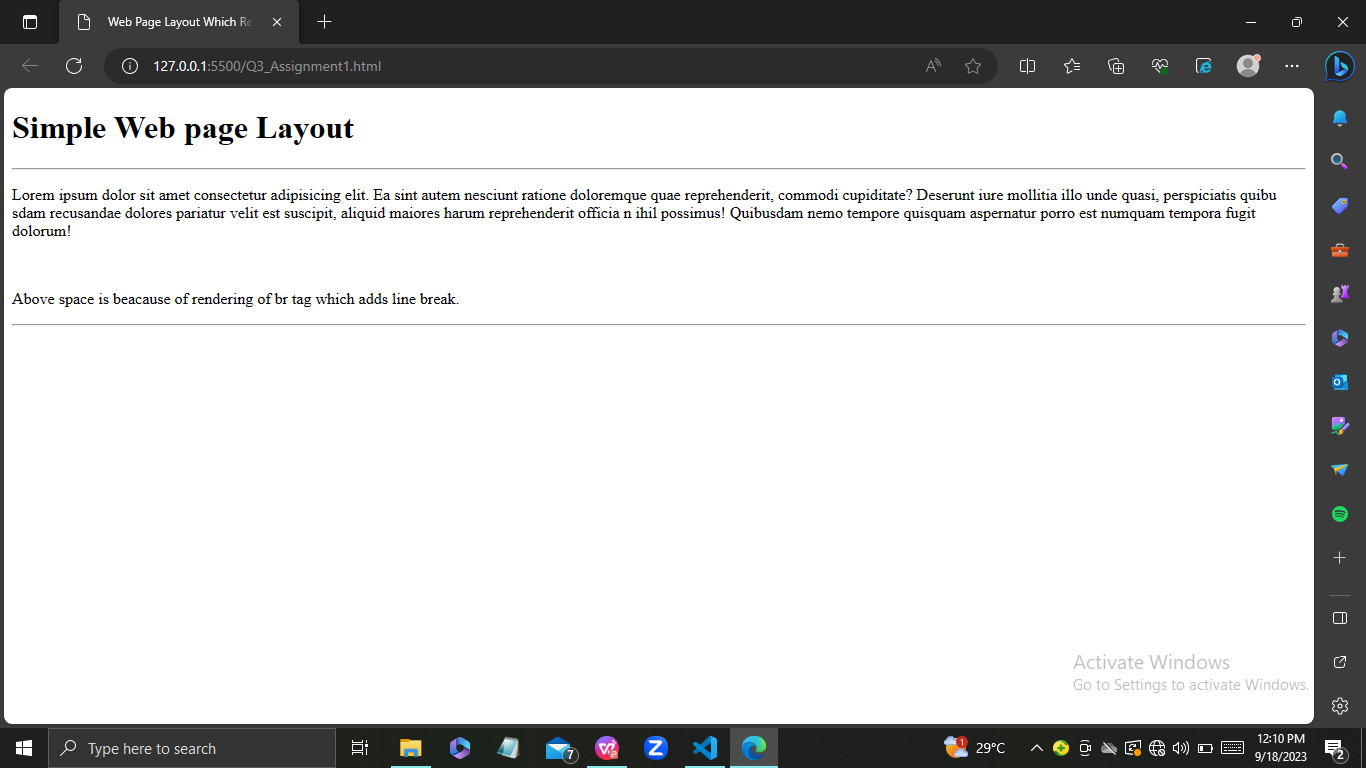 Web Page Layout Which Re
127.0.0.1:5500/Q3_Assignment1.html
Simple Web page Layout
Lorem ipsum dolor sit amet consectetur adipisicing elit. Ea sint autem nesciunt ratione doloremque quae reprehenderit, commodi cupiditate? Deserunt iure mollitia illo unde quasi, perspiciatis quibu
sdam recusandae dolores pariatur velit est suscipit, aliquid maiores harum reprehenderit officia n ihil possimus! Quibusdam nemo tempore quisquam aspernatur porro est numquam tempora fugit
dolorum!
Above space is beacause of rendering of br tag which adds line break.
Activate Windows
Go to Settings to activate Windows.
Type here to search
7
1
29°C
12:10 PM
9/18/2023
2